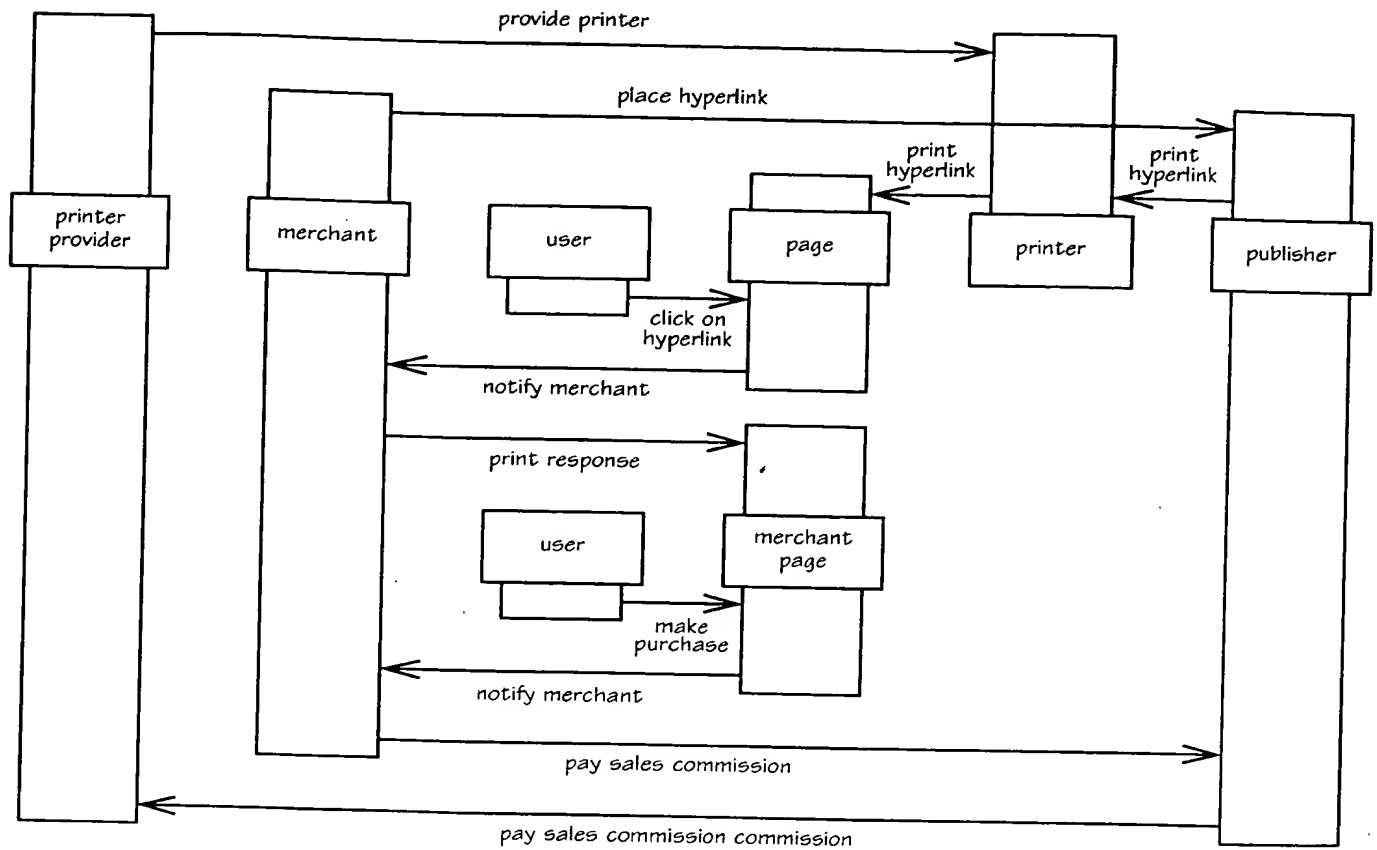 provide printer
place hyperlink
print
hyperlink
print
hyperlink
printer
provider
merchant
user
page
printer
publisher
click on
hyperlink
notify merchant
print response
user
merchant
page
make
purchase
notify merchant
pay sales commission
pay sales commission commission